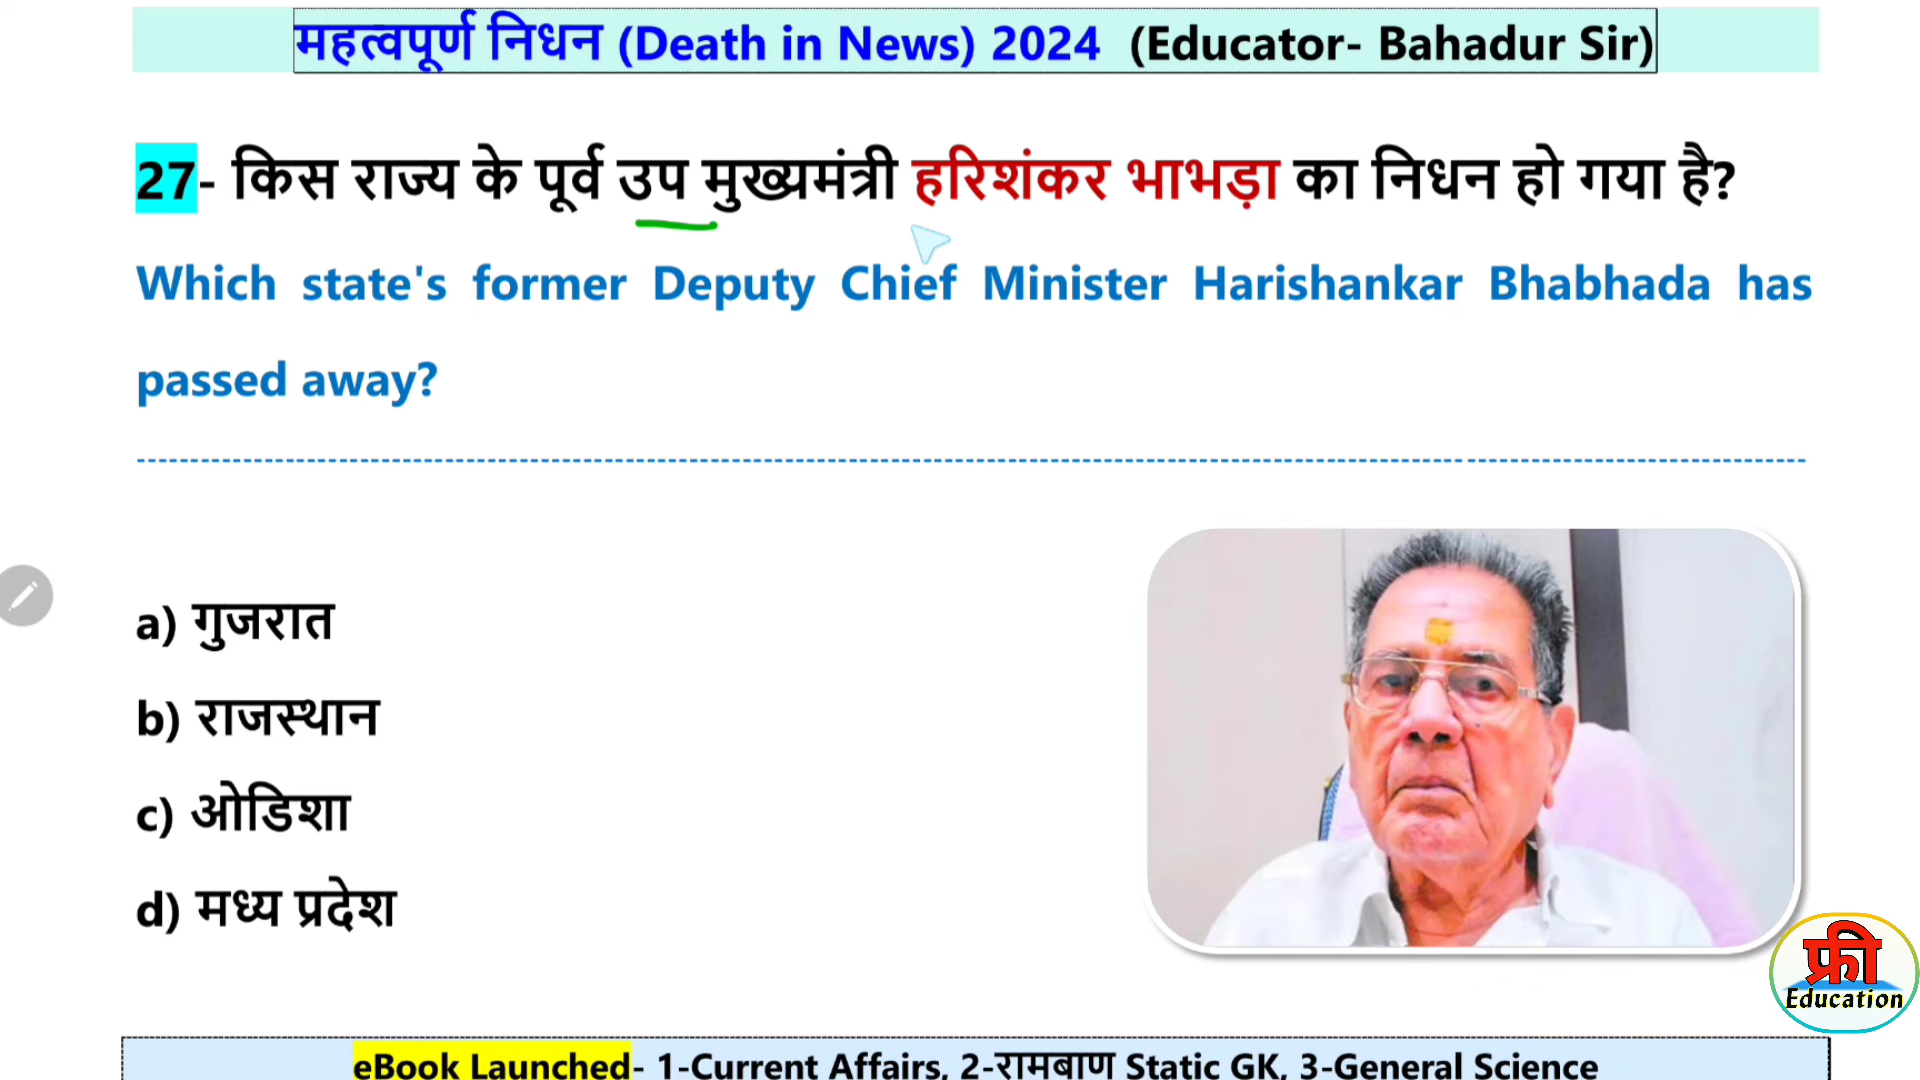 महत्वपूर्ण निधन (Death in News) 2024 (Educator- Bahadur Sir)
27- किस राज्य के पूर्व उप मुख्यमंत्री हरिशंकर भाभड़ा का निधन हो गया है?
Which state's former Deputy Chief Minister Harishankar Bhabhada has
passed away?
a) गुजरात
b) राजस्थान
c) ओडिशा
d) मध्य प्रदेश
फ्री
Education
eBook Launched- 1-Current Affairs, 2-रामबाण Static GK, 3-General Science